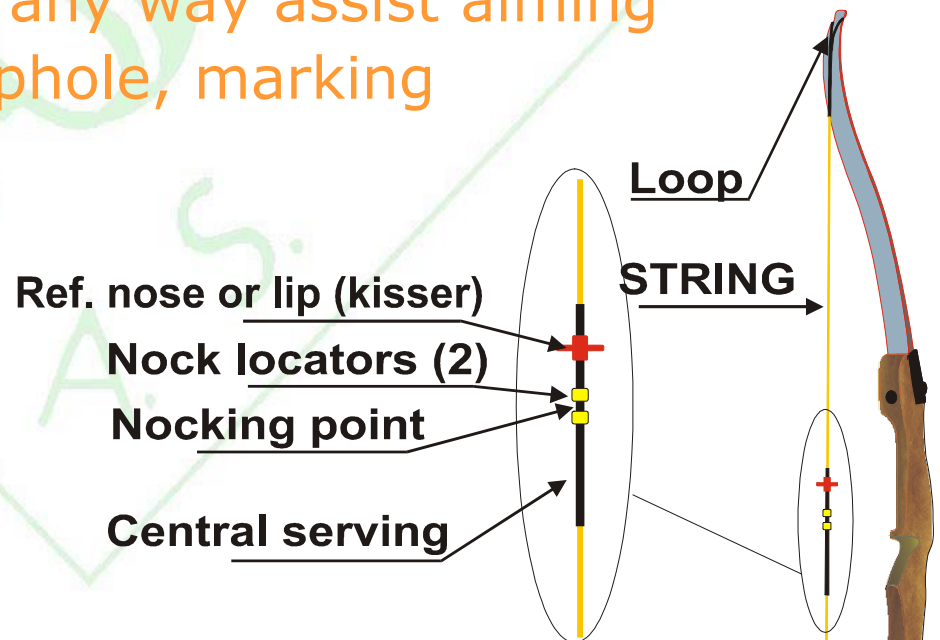 any way assist aiming
phole, marking
Loop
STRING
Ref. nose or lip (kisser)
Nock locators (2)
Nocking point
Central serving
S.
A.